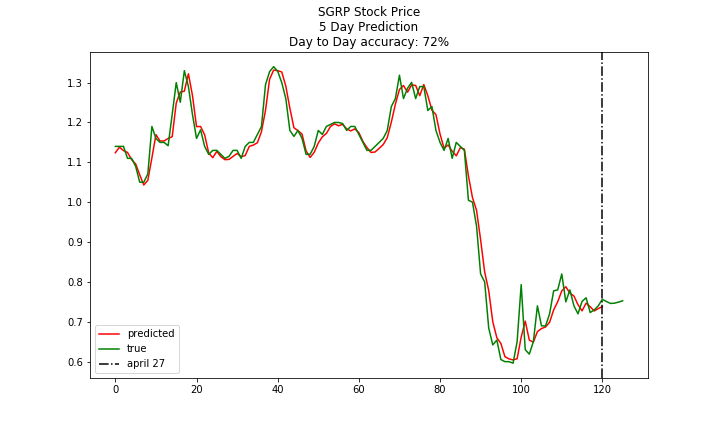 SGRP Stock Price
5 Day Prediction
Day to Day accuracy: 72%
1.3
1.2
1.1
1.0
0.9
0.8
0.7
0.6
predicted
true
april 27
0 20 40 60 80 100 120